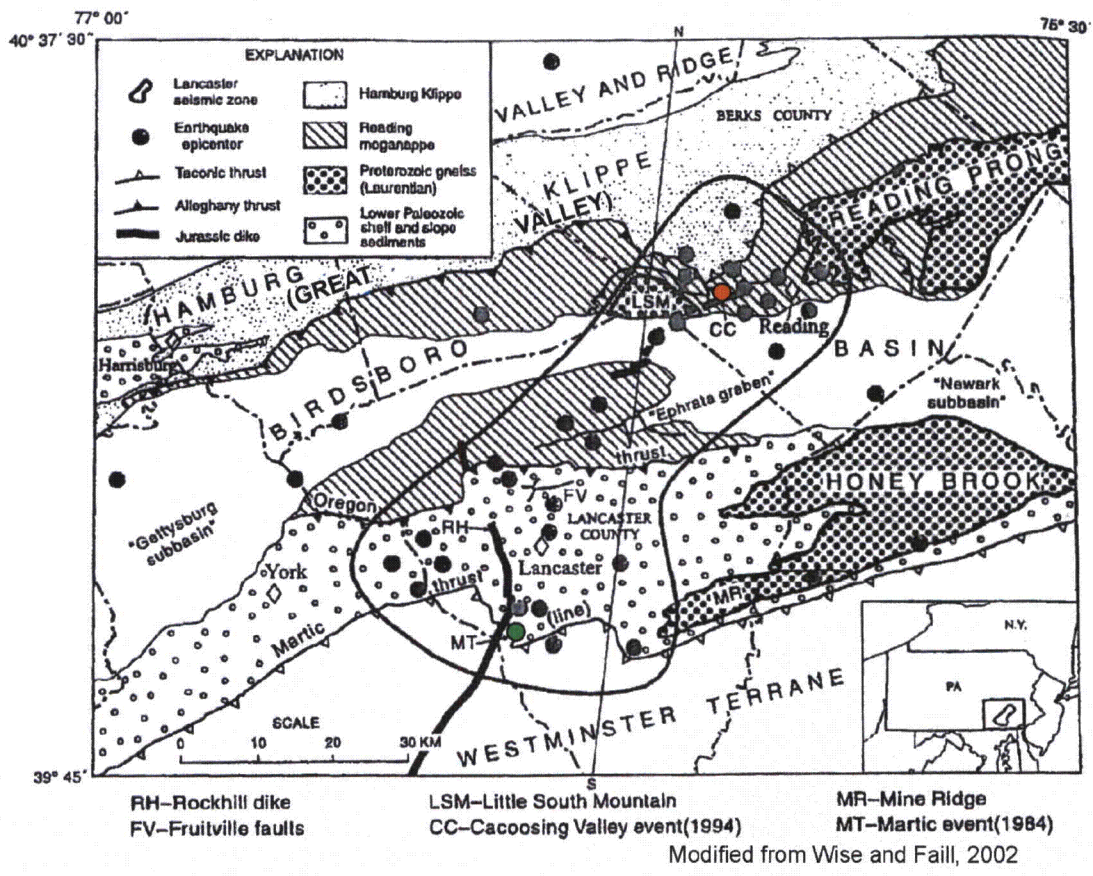 77° 00'
75° 30'
40° 37' 30"
N
EXPLANATION
Lancaster
seismic zone
Earthquake
epicenter
Taconic thrust
Alleghany thrust
Jurassic dike
Hamburg Klippe
Reading
meganappe
Proterozoic gneiss
(Laurentian)
Lower Paleozoic
shelf and slope
sediments
VALLEY AND RIDGE
BERKS COUNTY
READING PRONG
HAMBURG KLIPPE
(GREAT VALLEY)
LSM
CC
Reading
Harrisburg
BIRDSBORO BASIN
"Ephrata graben"
"Newark
subbasin"
thrust
Oregon
HONEY BROOK
"Gettysburg
subbasin"
FV
RH
LANCASTER
COUNTY
York
Lancaster
thrust
(line)
MR
Martic
MT
WESTMINSTER TERRANE
SCALE
0 10 20 30 KM
N.Y.
PA
39° 45'
S
RH–Rockhill dike
LSM–Little South Mountain
MR–Mine Ridge
FV–Fruitville faults
CC–Cacoosing Valley event(1994)
MT–Martic event(1984)
Modified from Wise and Faill, 2002